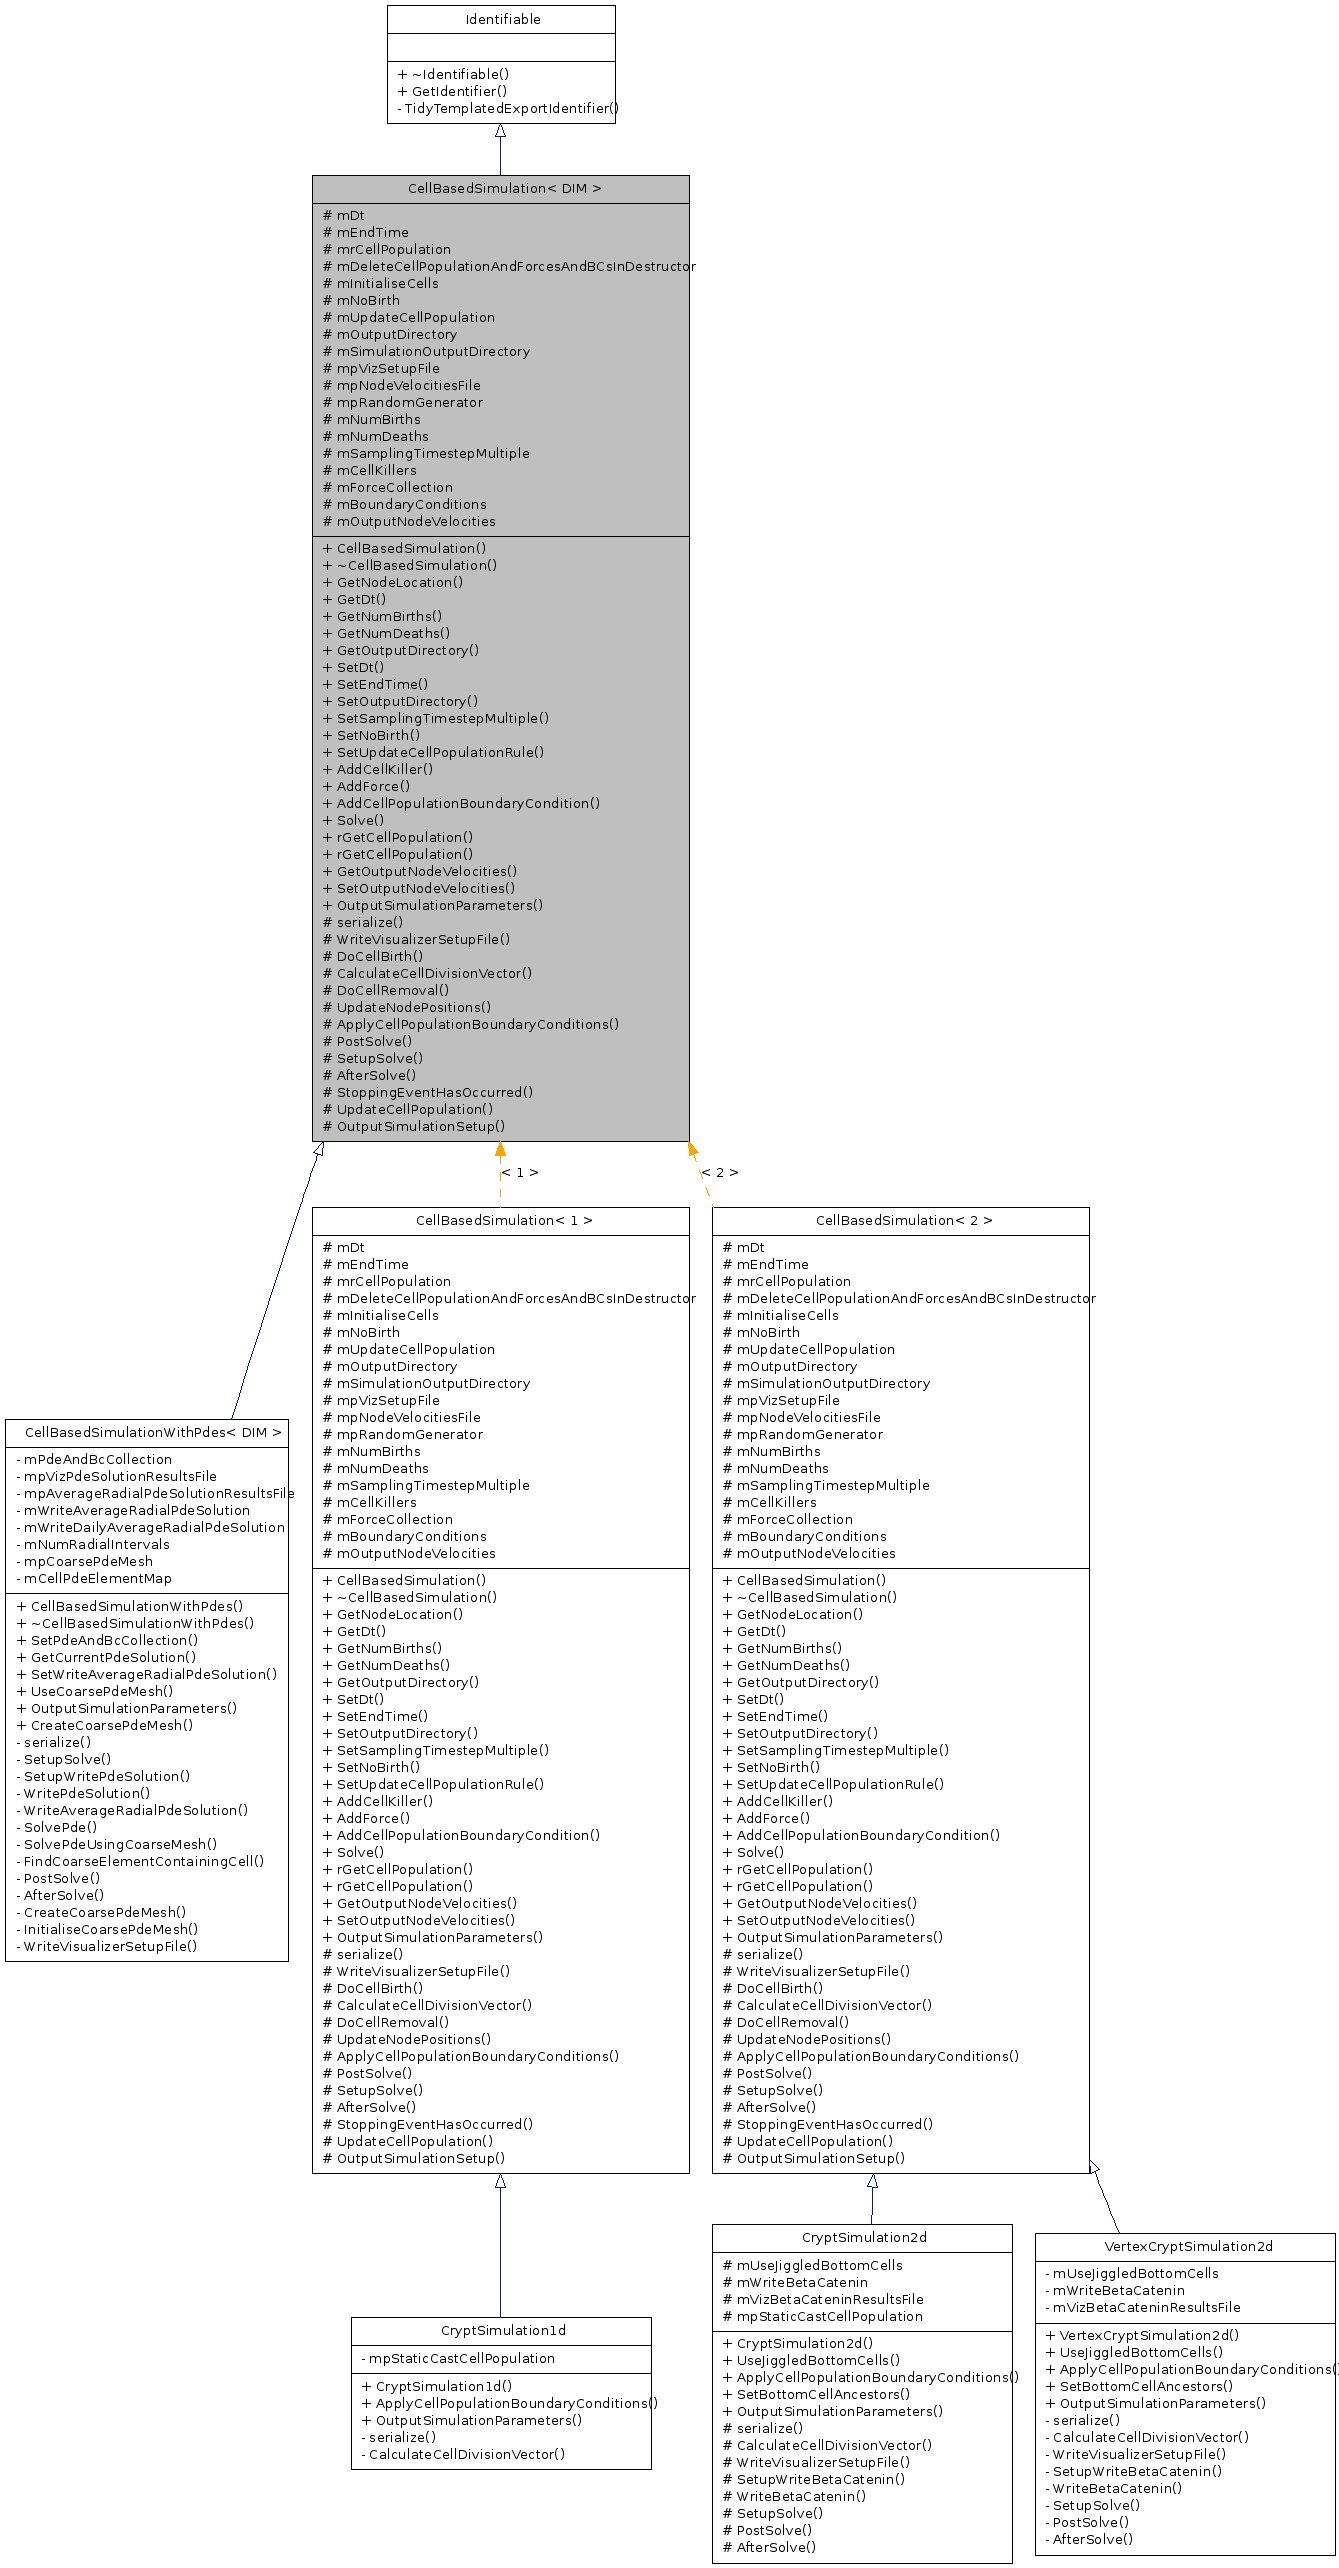 Identifiable
+ ~Identifiable()
+ GetIdentifier()
- TidyTemplatedExportIdentifier()
CellBasedSimulation< DIM >
# mDt
# mEndTime
# mrCellPopulation
# mDeleteCellPopulationAndForcesAndBCsInDestructor
# mInitialiseCells
# mNoBirth
# mUpdateCellPopulation
# mOutputDirectory
# mSimulationOutputDirectory
# mpVizSetupFile
# mpNodeVelocitiesFile
# mpRandomGenerator
# mNumBirths
# mNumDeaths
# mSamplingTimestepMultiple
# mCellKillers
# mForceCollection
# mBoundaryConditions
# mOutputNodeVelocities
+ CellBasedSimulation()
+ ~CellBasedSimulation()
+ GetNodeLocation()
+ GetDt()
+ GetNumBirths()
+ GetNumDeaths()
+ GetOutputDirectory()
+ SetDt()
+ SetEndTime()
+ SetOutputDirectory()
+ SetSamplingTimestepMultiple()
+ SetNoBirth()
+ SetUpdateCellPopulationRule()
+ AddCellKiller()
+ AddForce()
+ AddCellPopulationBoundaryCondition()
+ Solve()
+ rGetCellPopulation()
+ rGetCellPopulation()
+ GetOutputNodeVelocities()
+ SetOutputNodeVelocities()
+ OutputSimulationParameters()
# serialize()
# WriteVisualizerSetupFile()
# DoCellBirth()
# CalculateCellDivisionVector()
# DoCellRemoval()
# UpdateNodePositions()
# ApplyCellPopulationBoundaryConditions()
# PostSolve()
# SetupSolve()
# AfterSolve()
# StoppingEventHasOccurred()
# UpdateCellPopulation()
# OutputSimulationSetup()
< 1 >
< 2 >
CellBasedSimulationWithPdes< DIM >
- mPdeAndBcCollection
- mpVizPdeSolutionResultsFile
- mpAverageRadialPdeSolutionResultsFile
- mWriteAverageRadialPdeSolution
- mWriteDailyAverageRadialPdeSolution
- mNumRadialIntervals
- mpCoarsePdeMesh
- mCellPdeElementMap
+ CellBasedSimulationWithPdes()
+ ~CellBasedSimulationWithPdes()
+ SetPdeAndBcCollection()
+ GetCurrentPdeSolution()
+ SetWriteAverageRadialPdeSolution()
+ UseCoarsePdeMesh()
+ OutputSimulationParameters()
+ CreateCoarsePdeMesh()
- serialize()
- SetupSolve()
- SetupWritePdeSolution()
- WritePdeSolution()
- WriteAverageRadialPdeSolution()
- SolvePde()
- SolvePdeUsingCoarseMesh()
- FindCoarseElementContainingCell()
- PostSolve()
- AfterSolve()
- CreateCoarsePdeMesh()
- InitialiseCoarsePdeMesh()
- WriteVisualizerSetupFile()
CellBasedSimulation< 1 >
# mDt
# mEndTime
# mrCellPopulation
# mDeleteCellPopulationAndForcesAndBCsInDestructor
# mInitialiseCells
# mNoBirth
# mUpdateCellPopulation
# mOutputDirectory
# mSimulationOutputDirectory
# mpVizSetupFile
# mpNodeVelocitiesFile
# mpRandomGenerator
# mNumBirths
# mNumDeaths
# mSamplingTimestepMultiple
# mCellKillers
# mForceCollection
# mBoundaryConditions
# mOutputNodeVelocities
+ CellBasedSimulation()
+ ~CellBasedSimulation()
+ GetNodeLocation()
+ GetDt()
+ GetNumBirths()
+ GetNumDeaths()
+ GetOutputDirectory()
+ SetDt()
+ SetEndTime()
+ SetOutputDirectory()
+ SetSamplingTimestepMultiple()
+ SetNoBirth()
+ SetUpdateCellPopulationRule()
+ AddCellKiller()
+ AddForce()
+ AddCellPopulationBoundaryCondition()
+ Solve()
+ rGetCellPopulation()
+ rGetCellPopulation()
+ GetOutputNodeVelocities()
+ SetOutputNodeVelocities()
+ OutputSimulationParameters()
# serialize()
# WriteVisualizerSetupFile()
# DoCellBirth()
# CalculateCellDivisionVector()
# DoCellRemoval()
# UpdateNodePositions()
# ApplyCellPopulationBoundaryConditions()
# PostSolve()
# SetupSolve()
# AfterSolve()
# StoppingEventHasOccurred()
# UpdateCellPopulation()
# OutputSimulationSetup()
CellBasedSimulation< 2 >
# mDt
# mEndTime
# mrCellPopulation
# mDeleteCellPopulationAndForcesAndBCsInDestructor
# mInitialiseCells
# mNoBirth
# mUpdateCellPopulation
# mOutputDirectory
# mSimulationOutputDirectory
# mpVizSetupFile
# mpNodeVelocitiesFile
# mpRandomGenerator
# mNumBirths
# mNumDeaths
# mSamplingTimestepMultiple
# mCellKillers
# mForceCollection
# mBoundaryConditions
# mOutputNodeVelocities
+ CellBasedSimulation()
+ ~CellBasedSimulation()
+ GetNodeLocation()
+ GetDt()
+ GetNumBirths()
+ GetNumDeaths()
+ GetOutputDirectory()
+ SetDt()
+ SetEndTime()
+ SetOutputDirectory()
+ SetSamplingTimestepMultiple()
+ SetNoBirth()
+ SetUpdateCellPopulationRule()
+ AddCellKiller()
+ AddForce()
+ AddCellPopulationBoundaryCondition()
+ Solve()
+ rGetCellPopulation()
+ rGetCellPopulation()
+ GetOutputNodeVelocities()
+ SetOutputNodeVelocities()
+ OutputSimulationParameters()
# serialize()
# WriteVisualizerSetupFile()
# DoCellBirth()
# CalculateCellDivisionVector()
# DoCellRemoval()
# UpdateNodePositions()
# ApplyCellPopulationBoundaryConditions()
# PostSolve()
# SetupSolve()
# AfterSolve()
# StoppingEventHasOccurred()
# UpdateCellPopulation()
# OutputSimulationSetup()
CryptSimulation1d
- mpStaticCastCellPopulation
+ CryptSimulation1d()
+ ApplyCellPopulationBoundaryConditions()
+ OutputSimulationParameters()
- serialize()
- CalculateCellDivisionVector()
CryptSimulation2d
# mUseJiggledBottomCells
# mWriteBetaCatenin
# mVizBetaCateninResultsFile
# mpStaticCastCellPopulation
+ CryptSimulation2d()
+ UseJiggledBottomCells()
+ ApplyCellPopulationBoundaryConditions()
+ SetBottomCellAncestors()
+ OutputSimulationParameters()
# serialize()
# CalculateCellDivisionVector()
# WriteVisualizerSetupFile()
# SetupWriteBetaCatenin()
# WriteBetaCatenin()
# SetupSolve()
# PostSolve()
# AfterSolve()
VertexCryptSimulation2d
- mUseJiggledBottomCells
- mWriteBetaCatenin
- mVizBetaCateninResultsFile
+ VertexCryptSimulation2d()
+ UseJiggledBottomCells()
+ ApplyCellPopulationBoundaryConditions()
+ SetBottomCellAncestors()
+ OutputSimulationParameters()
- serialize()
- CalculateCellDivisionVector()
- WriteVisualizerSetupFile()
- SetupWriteBetaCatenin()
- WriteBetaCatenin()
- SetupSolve()
- PostSolve()
- AfterSolve()